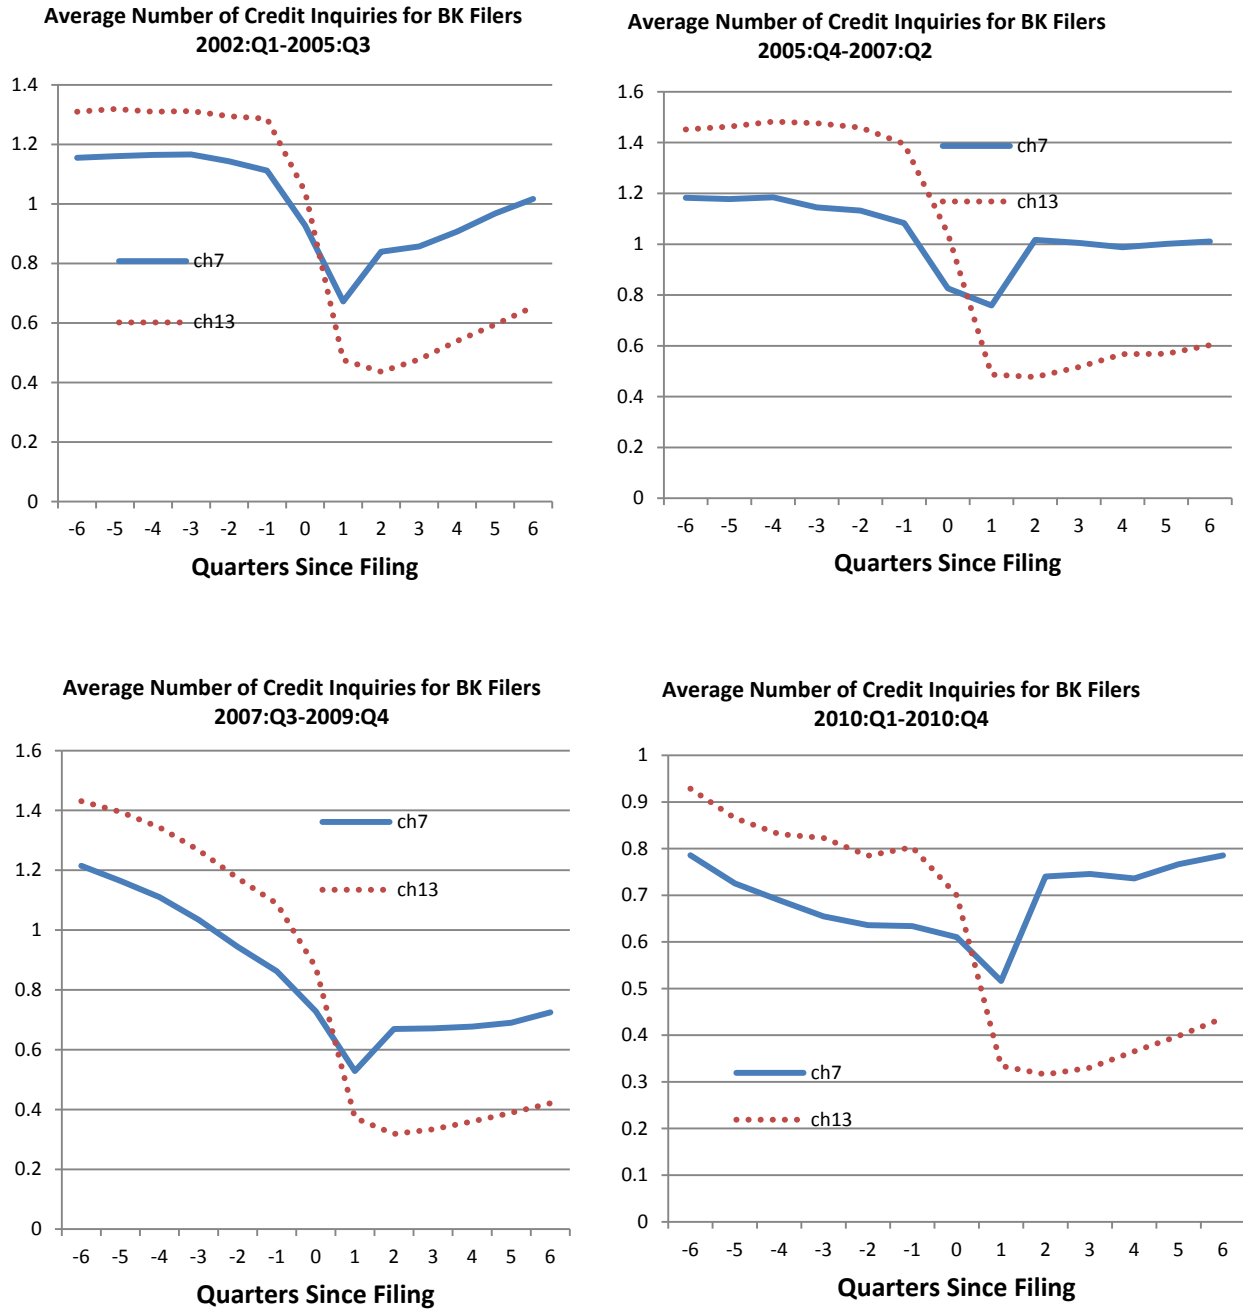 Average Number of Credit Inquiries for BK Filers
2002:Q1-2005:Q3
1.4
1.2
1
0.8
0.6
0.4
0.2
0
ch7
ch13
-6 -5 -4 -3 -2 -1 0 1 2 3 4 5 6
Quarters Since Filing
Average Number of Credit Inquiries for BK Filers
2005:Q4-2007:Q2
1.6
1.4
1.2
1
0.8
0.6
0.4
0.2
0
ch7
ch13
-6 -5 -4 -3 -2 -1 0 1 2 3 4 5 6
Quarters Since Filing
Average Number of Credit Inquiries for BK Filers
2007:Q3-2009:Q4
1.6
1.4
1.2
1
0.8
0.6
0.4
0.2
0
ch7
ch13
-6 -5 -4 -3 -2 -1 0 1 2 3 4 5 6
Quarters Since Filing
Average Number of Credit Inquiries for BK Filers
2010:Q1-2010:Q4
1
0.9
0.8
0.7
0.6
0.5
0.4
0.3
0.2
0.1
0
ch7
ch13
-6 -5 -4 -3 -2 -1 0 1 2 3 4 5 6
Quarters Since Filing